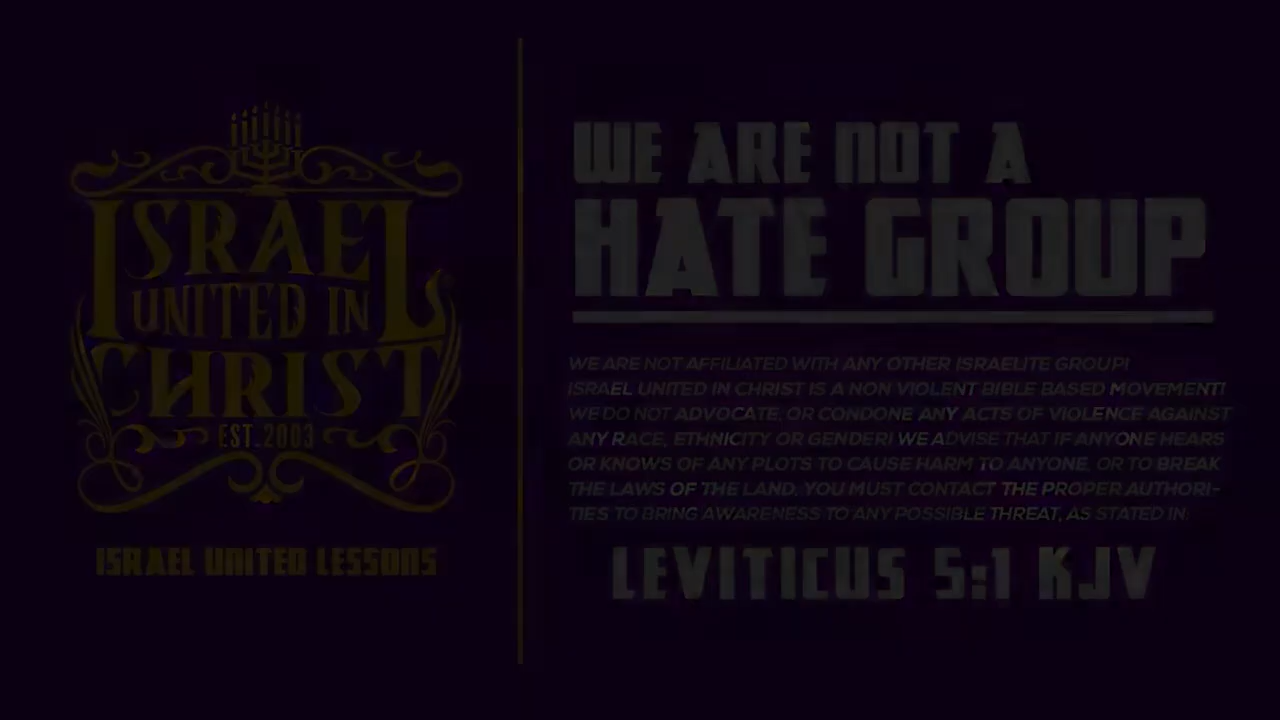 ISRAEL
UNITED IN
CHRIST
EST. 2003
ISRAEL UNITED LESSONS
WE ARE NOT A
HATE GROUP
WE ARE NOT AFFILIATED WITH ANY OTHER ISRAELITE GROUP!
ISRAEL UNITED IN CHRIST IS A NON VIOLENT BIBLE BASED MOVEMENT!
WE DO NOT ADVOCATE, OR CONDONE ANY ACTS OF VIOLENCE AGAINST
ANY RACE, ETHNICITY OR GENDER! WE ADVISE THAT IF ANYONE HEARS
OR KNOWS OF ANY PLOTS TO CAUSE HARM TO ANYONE, OR TO BREAK
THE LAWS OF THE LAND. YOU MUST CONTACT THE PROPER AUTHORI-
TIES TO BRING AWARENESS TO ANY POSSIBLE THREAT, AS STATED IN:
LEVITICUS 5:1 KJV